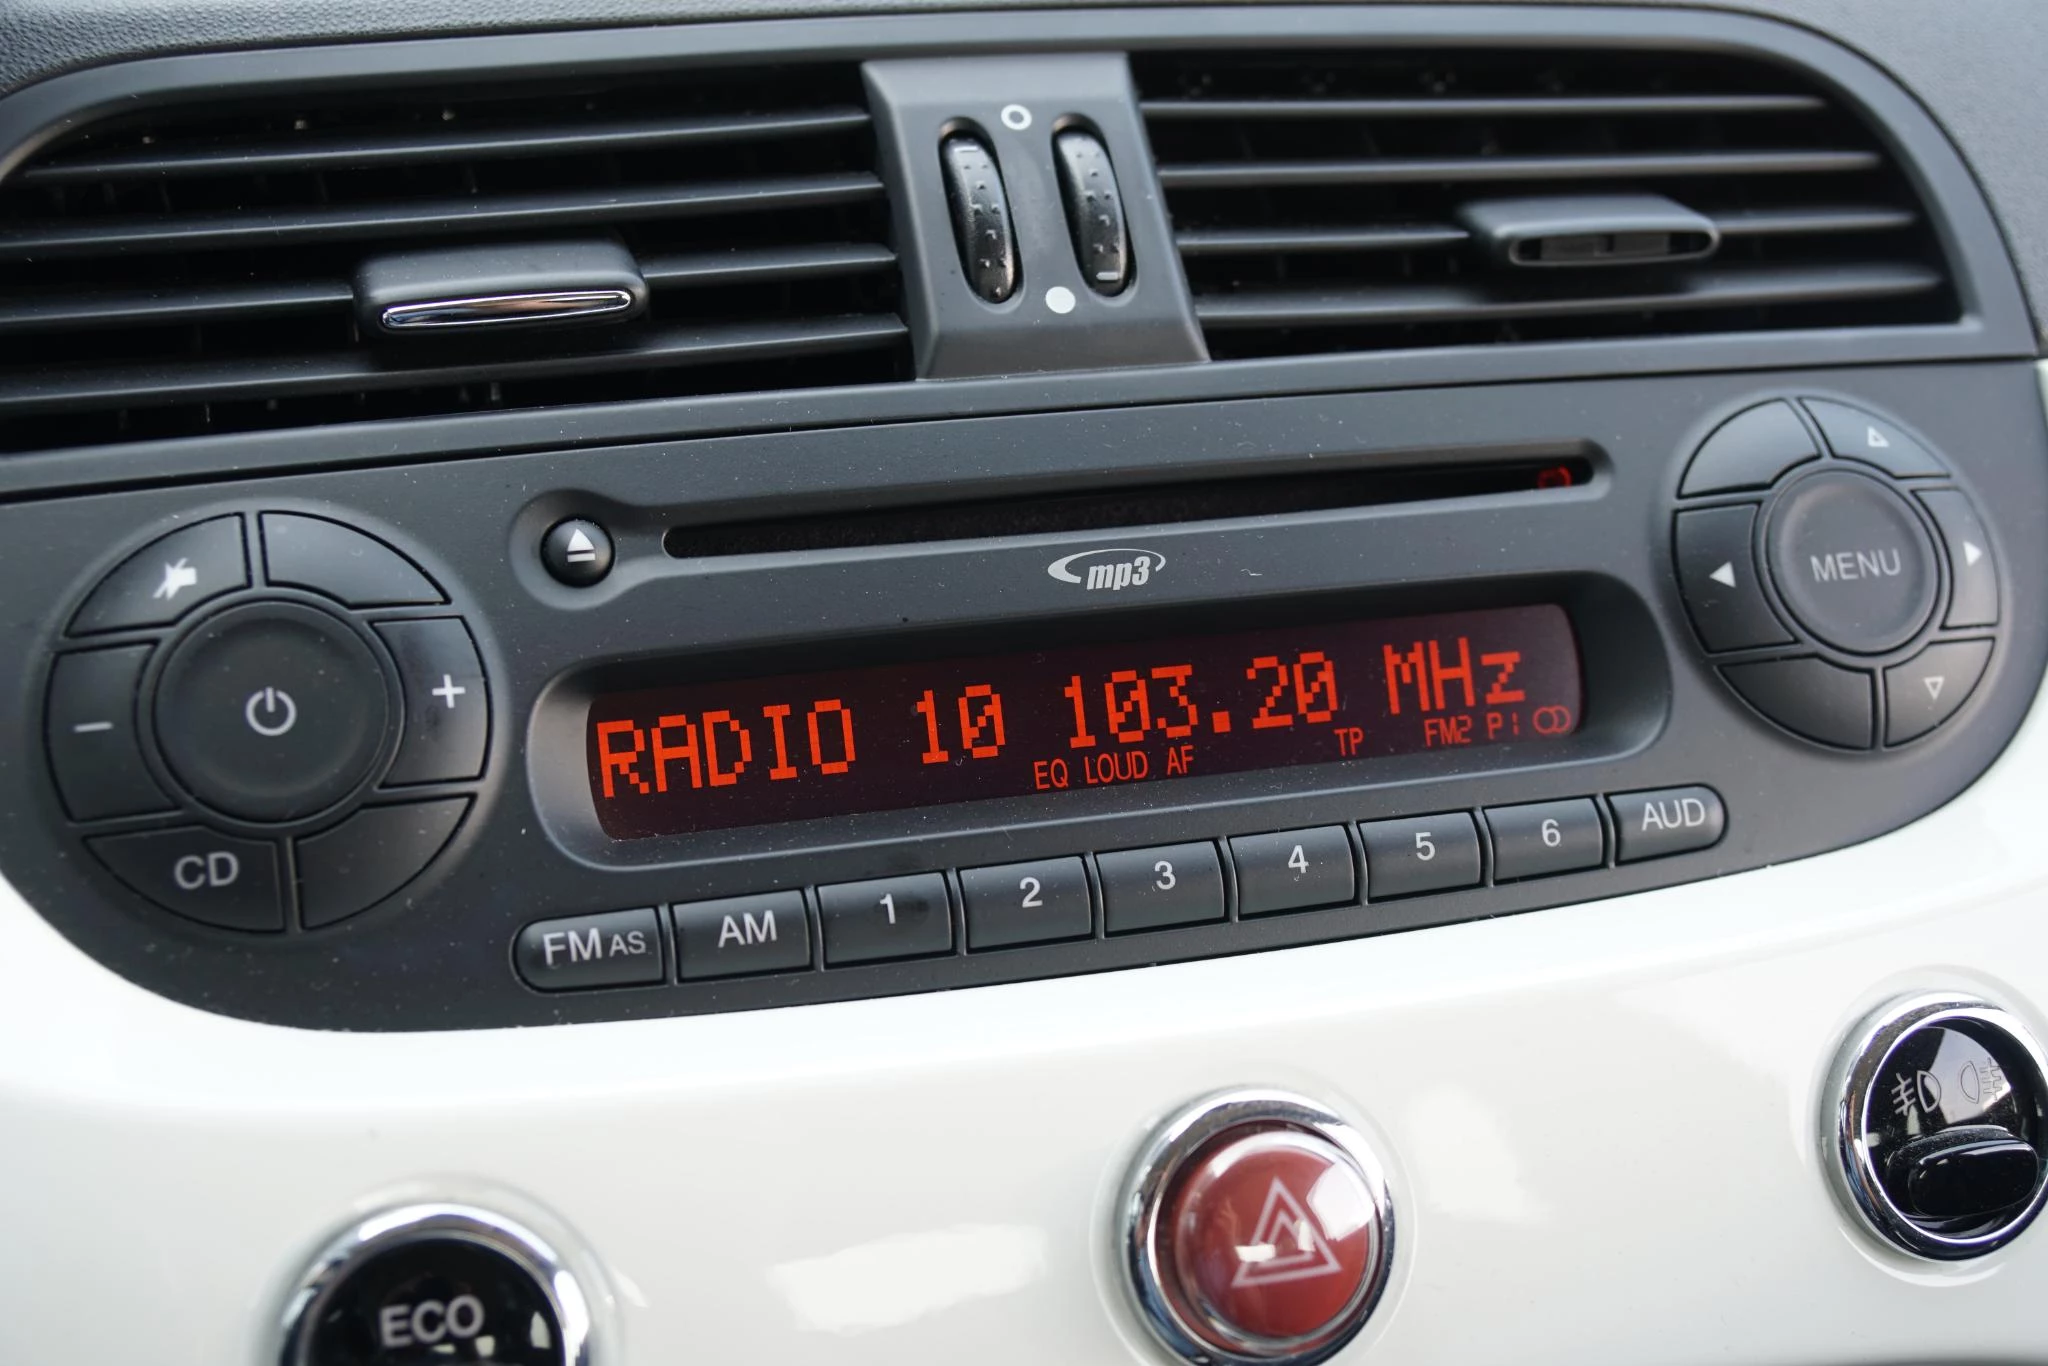 mp3
MENU
RADIO 10 103.20 MHz
EQ LOUD AF TP FM2 P1
CD
FM AS AM 1 2 3 4 5 6 AUD
ECO